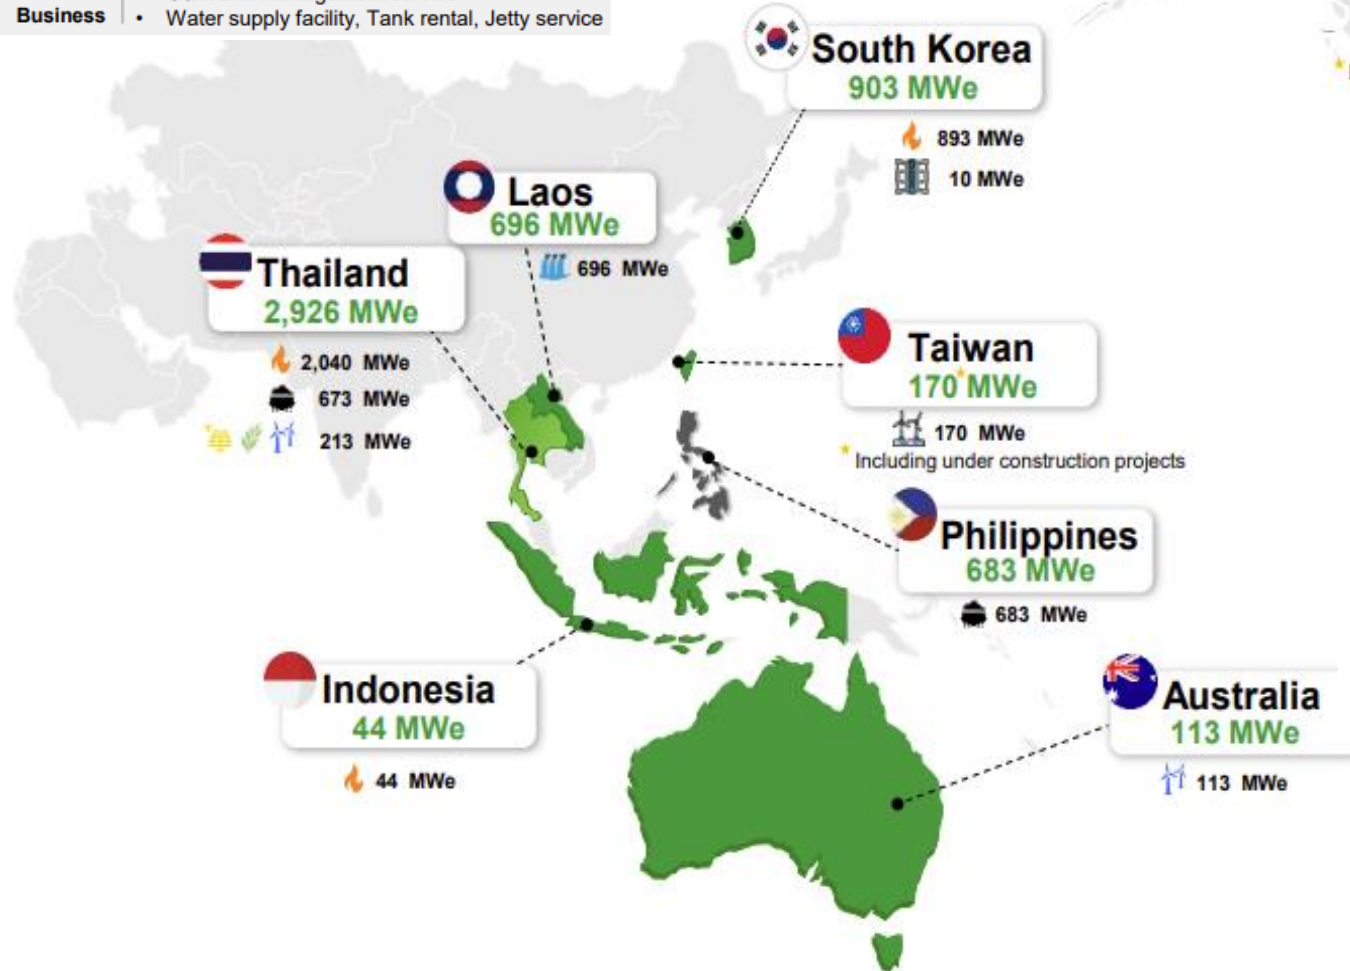 Business
• Water supply facility, Tank rental, Jetty service
South Korea
903 MWe
893 MWe
10 MWe
Laos
696 MWe
696 MWe
Thailand
2,926 MWe
2,040 MWe
673 MWe
213 MWe
Taiwan
170 MWe
170 MWe
Including under construction projects
Philippines
683 MWe
683 MWe
Indonesia
44 MWe
44 MWe
Australia
113 MWe
113 MWe